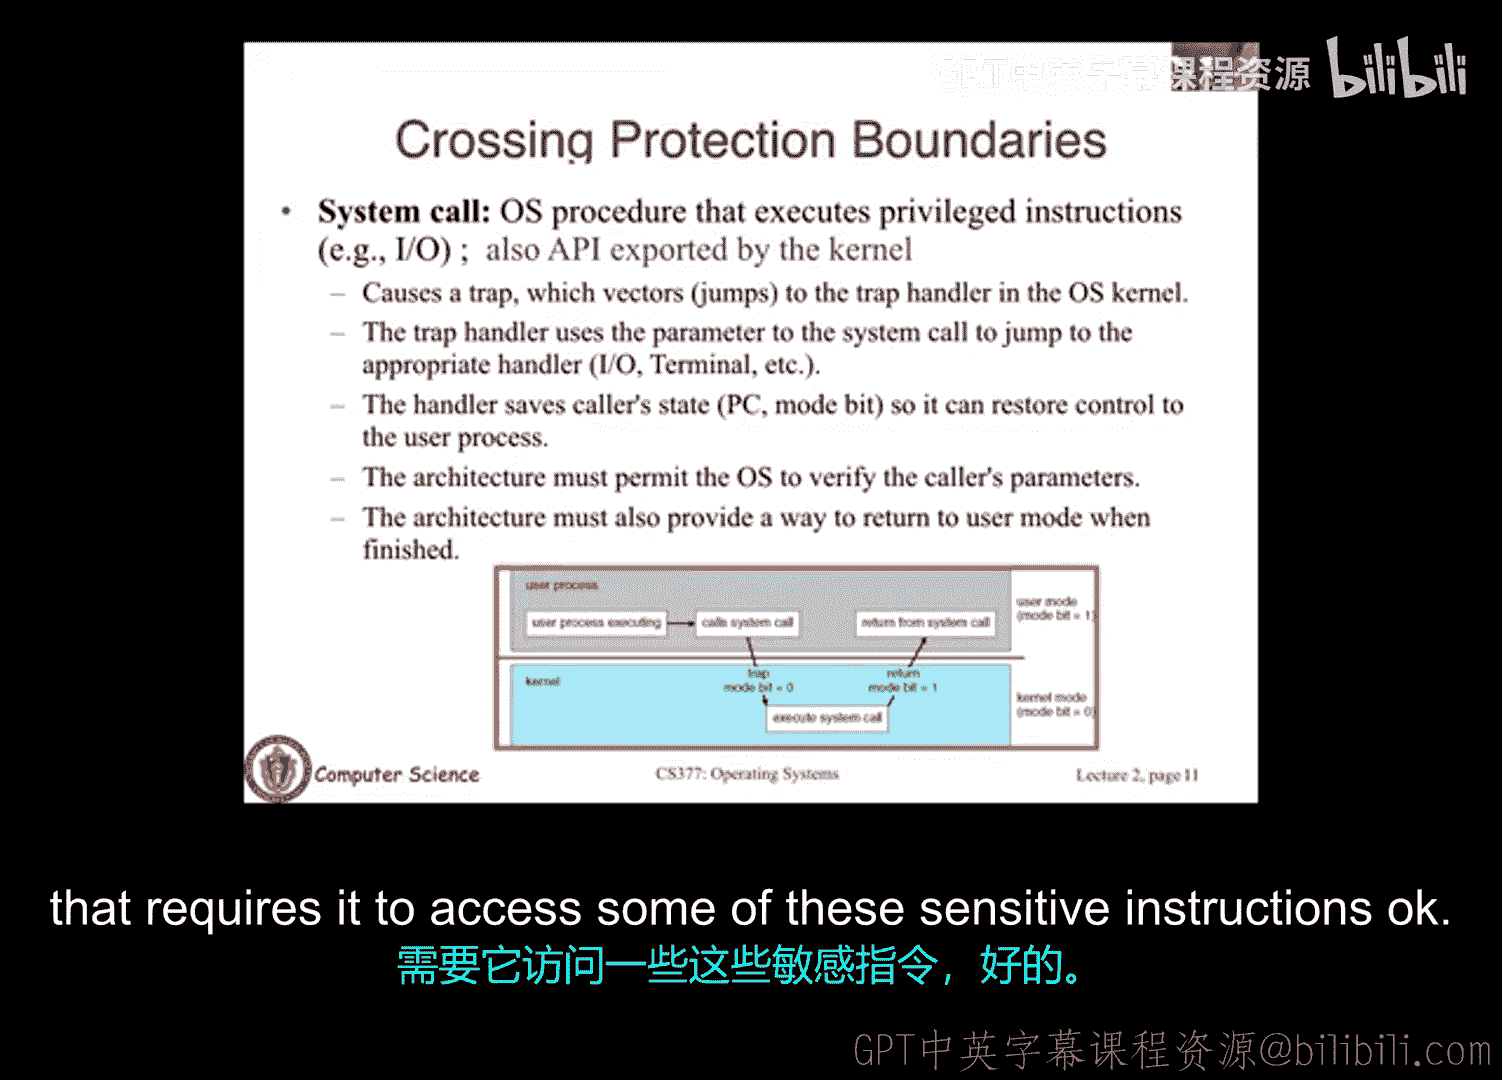 课程资源 bilibili
Crossing Protection Boundaries
• System call: OS procedure that executes privileged instructions
(e.g., I/O) ; also API exported by the kernel
– Causes a trap, which vectors (jumps) to the trap handler in the OS kernel.
– The trap handler uses the parameter to the system call to jump to the
appropriate handler (I/O, Terminal, etc.).
– The handler saves caller's state (PC, mode bit) so it can restore control to
the user process.
– The architecture must permit the OS to verify the caller's parameters.
– The architecture must also provide a way to return to user mode when
finished.
user process
user process executing
calls system call
return from system call
user mode
(mode bit = 1)
kernel
trap
mode bit = 0
return
mode bit = 1
execute system call
kernel mode
(mode bit = 0)
Computer Science
CS377: Operating Systems
Lecture 2, page 11
that requires it to access some of these sensitive instructions ok.
需要它访问一些这些敏感指令，好的。
GPT中英字幕课程资源@bilibili.com